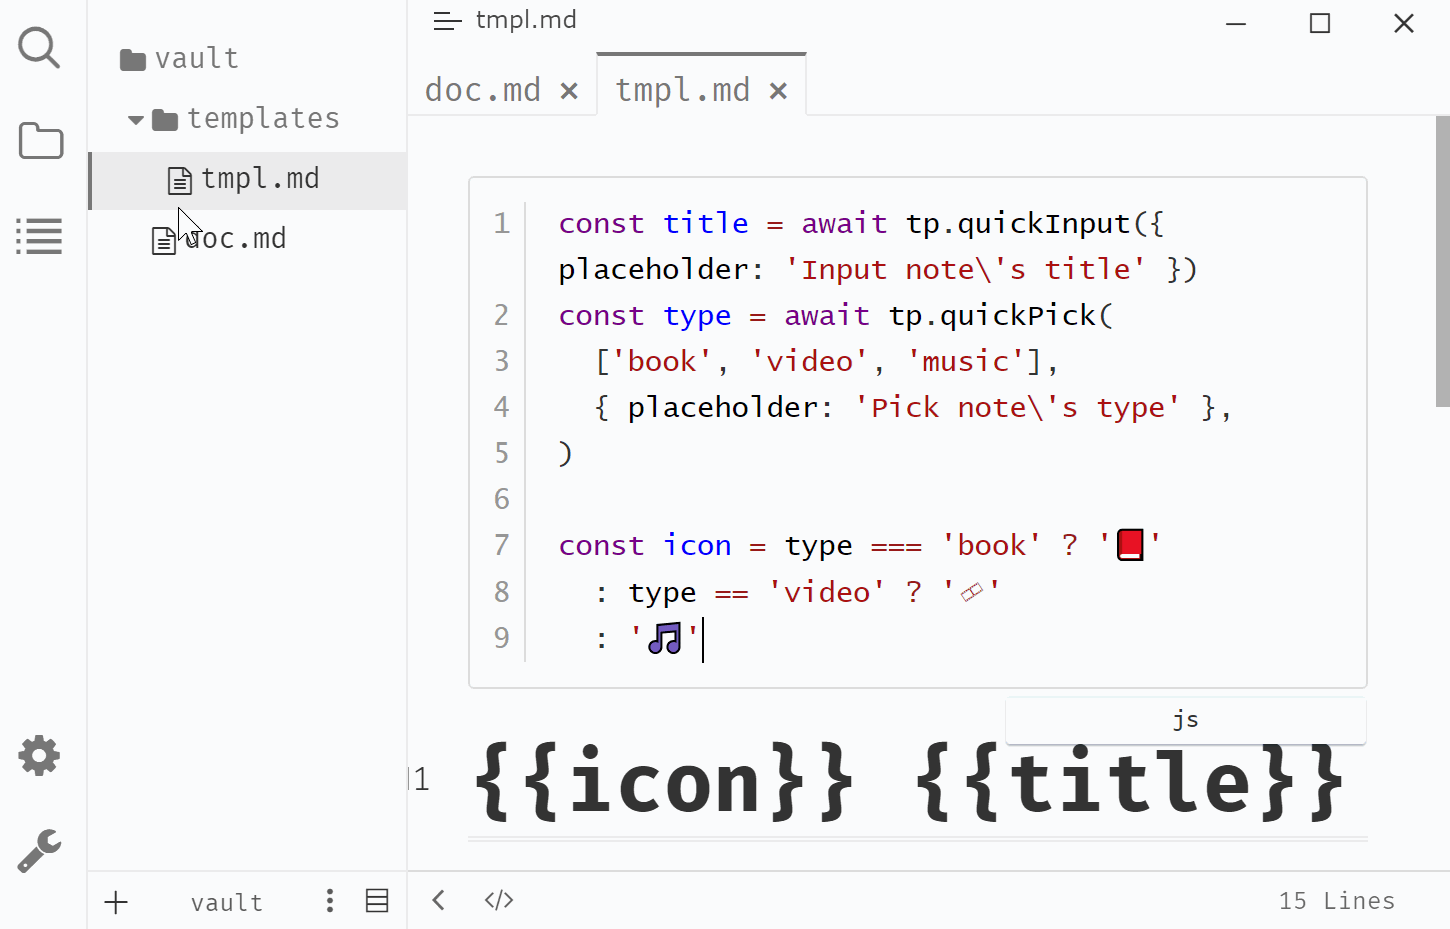 tmpl.md
vault
templates
tmpl.md
doc.md
doc.md × tmpl.md ×
1 const title = await tp.quickInput({
placeholder: 'Input note\'s title' })
2 const type = await tp.quickPick(
3 ['book', 'video', 'music'],
4 { placeholder: 'Pick note\'s type' },
5 )
6
7 const icon = type === 'book' ? '📕'
8 : type == 'video' ? '🎞'
9 : '🎵'
js
1 {{icon}} {{title}}
vault
</>
15 Lines